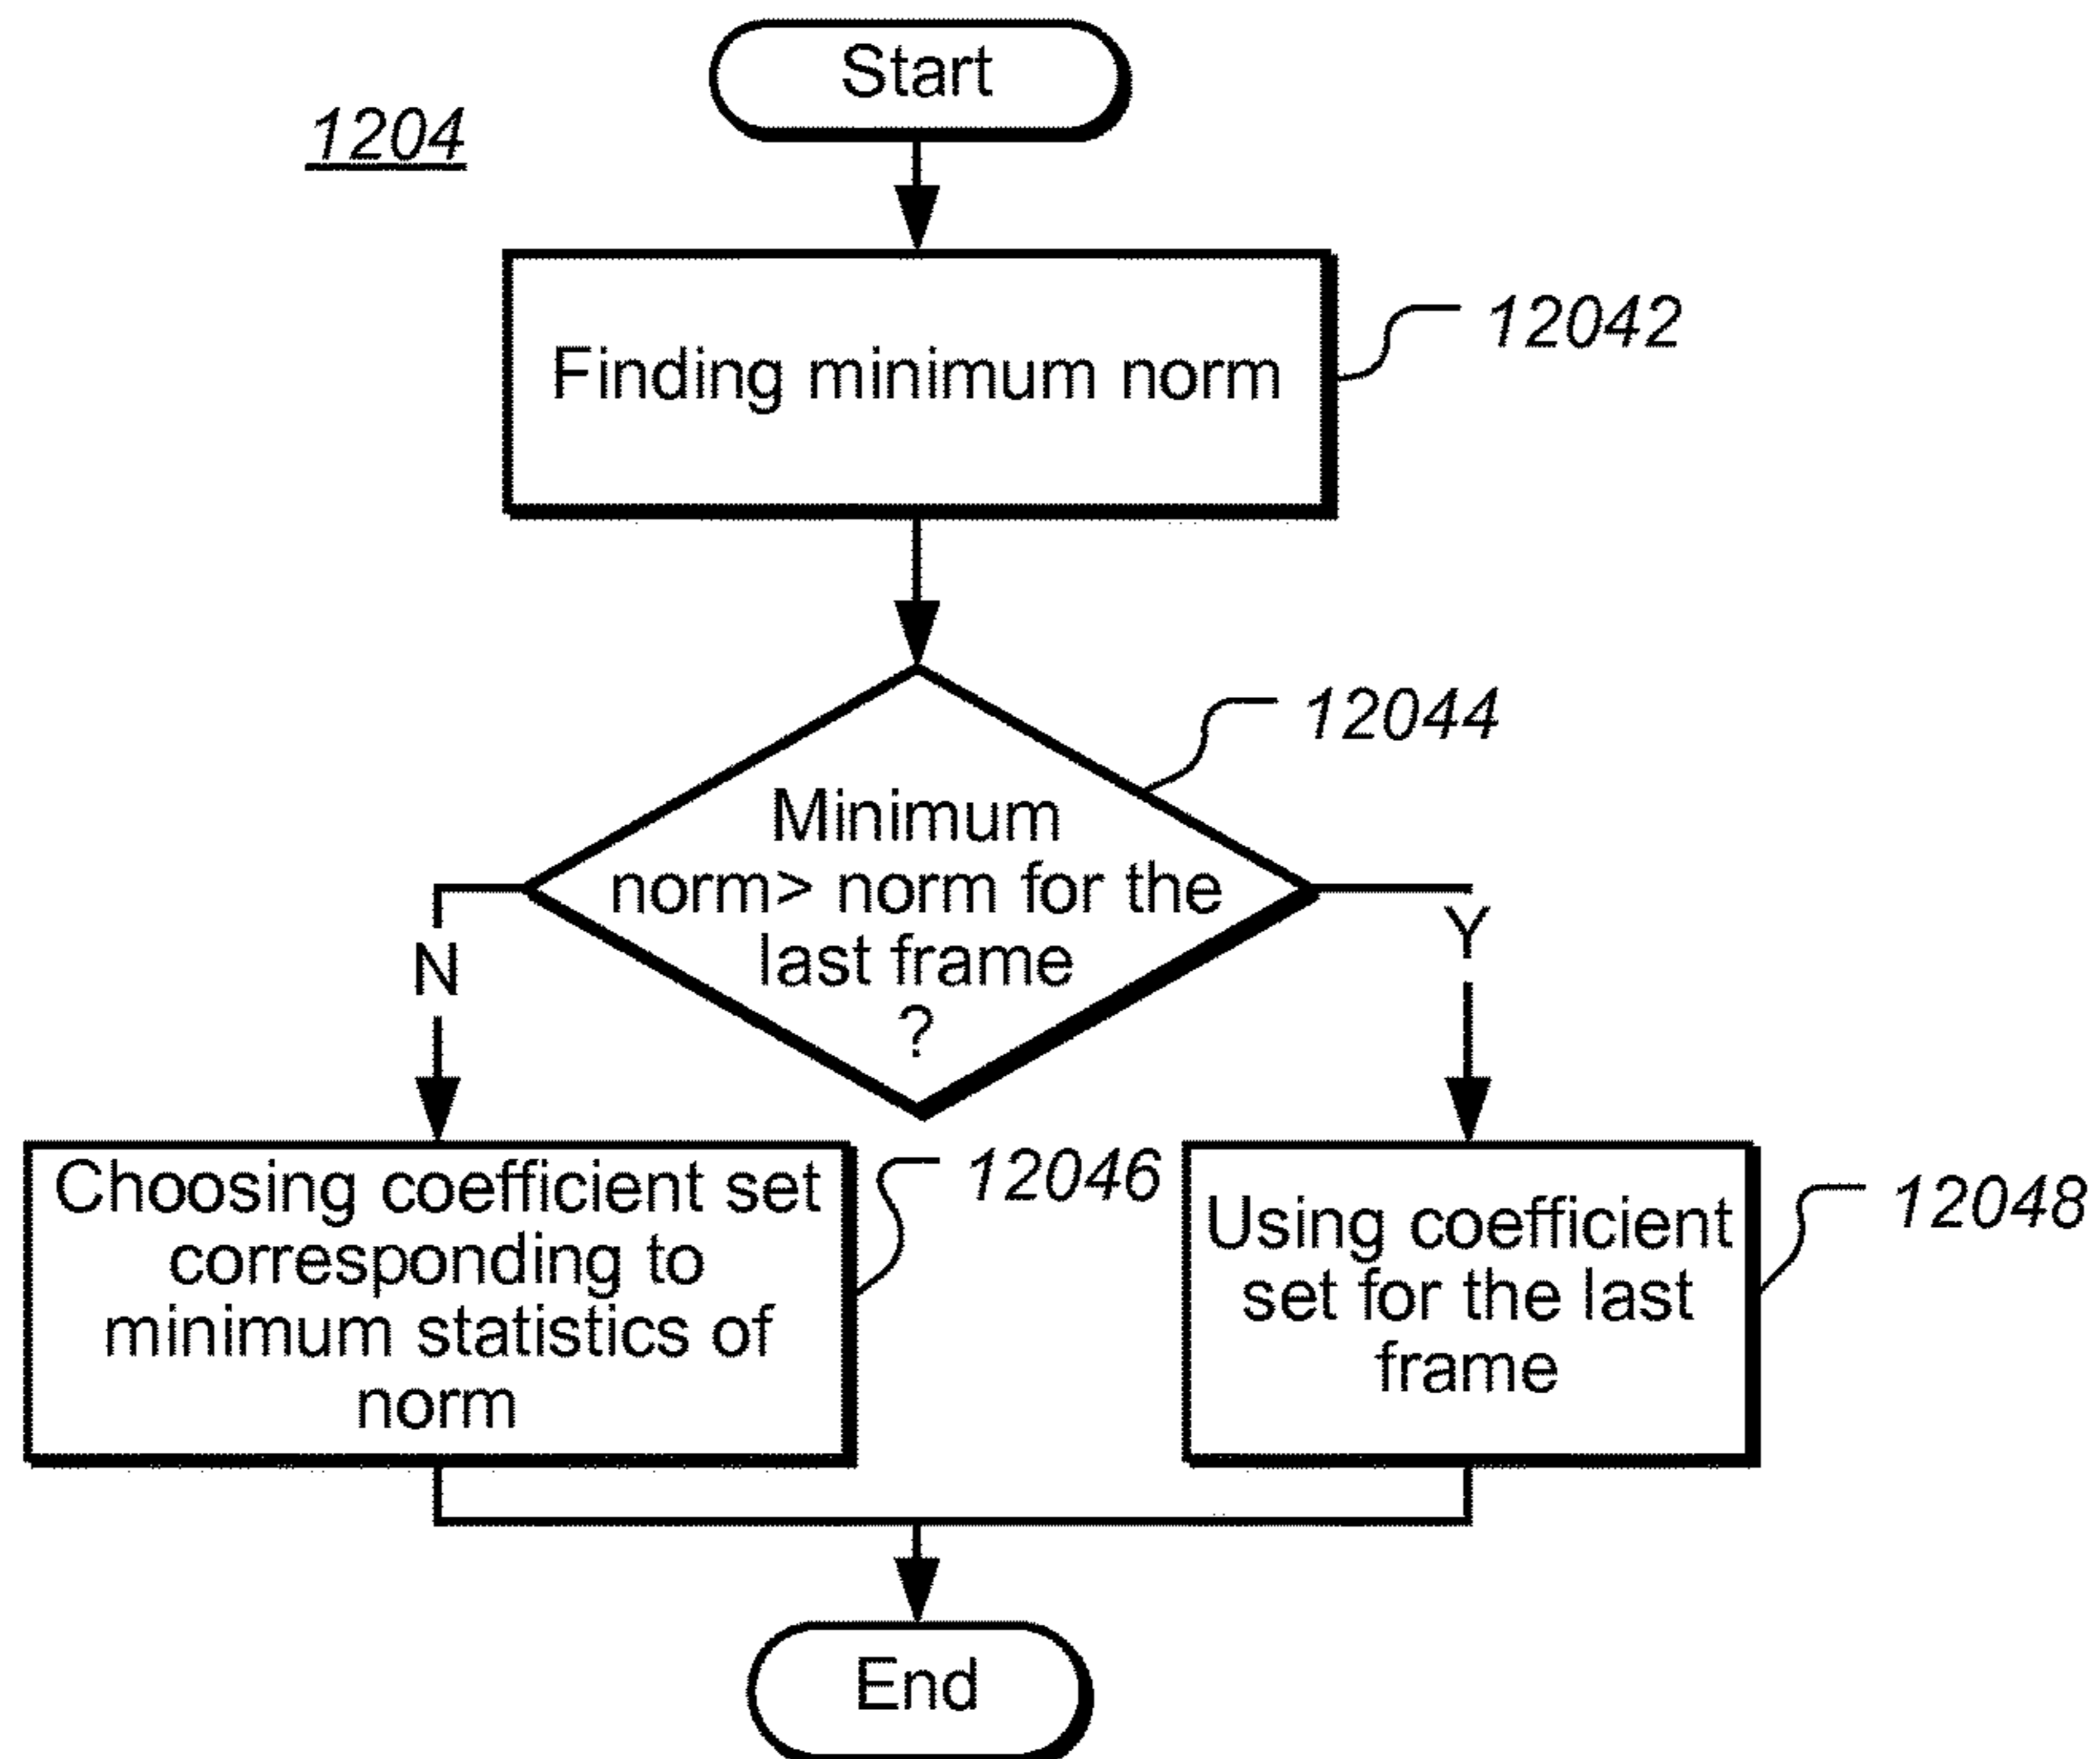 Start
1204
Finding minimum norm
12042
12044
Minimum
norm> norm for the
last frame
?
N
Y
Choosing coefficient set
corresponding to
minimum statistics of
norm
12046
Using coefficient
set for the last
frame
12048
End